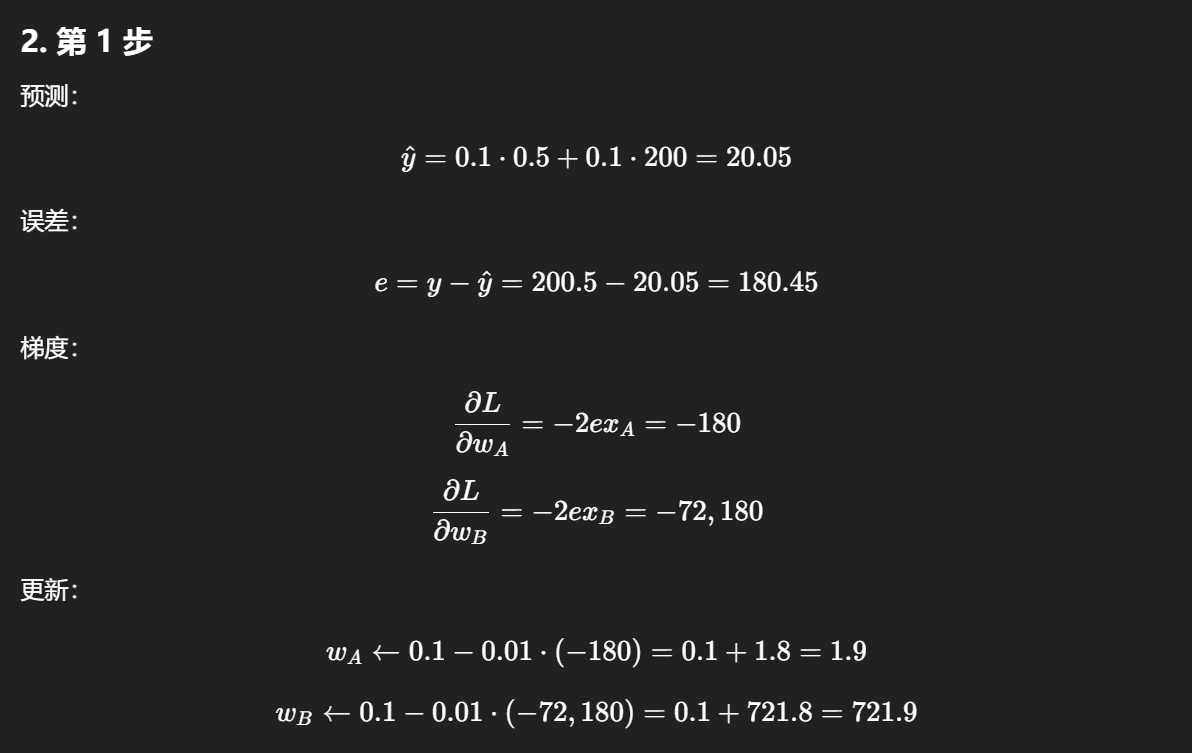 2. 第 1 步
预测：
ŷ = 0.1 · 0.5 + 0.1 · 200 = 20.05
误差：
e = y − ŷ = 200.5 − 20.05 = 180.45
梯度：
∂L/∂w_A = −2ex_A = −180
∂L/∂w_B = −2ex_B = −72, 180
更新：
w_A ← 0.1 − 0.01 · (−180) = 0.1 + 1.8 = 1.9
w_B ← 0.1 − 0.01 · (−72, 180) = 0.1 + 721.8 = 721.9